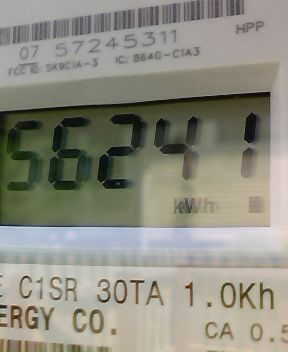 HPP
07 57245311
FCC ID: SK9C1A-3 IC: 864G-C1A3
56241
kWh
E C1SR 30TA 1.0Kh
ERGY CO.
CA 0.5